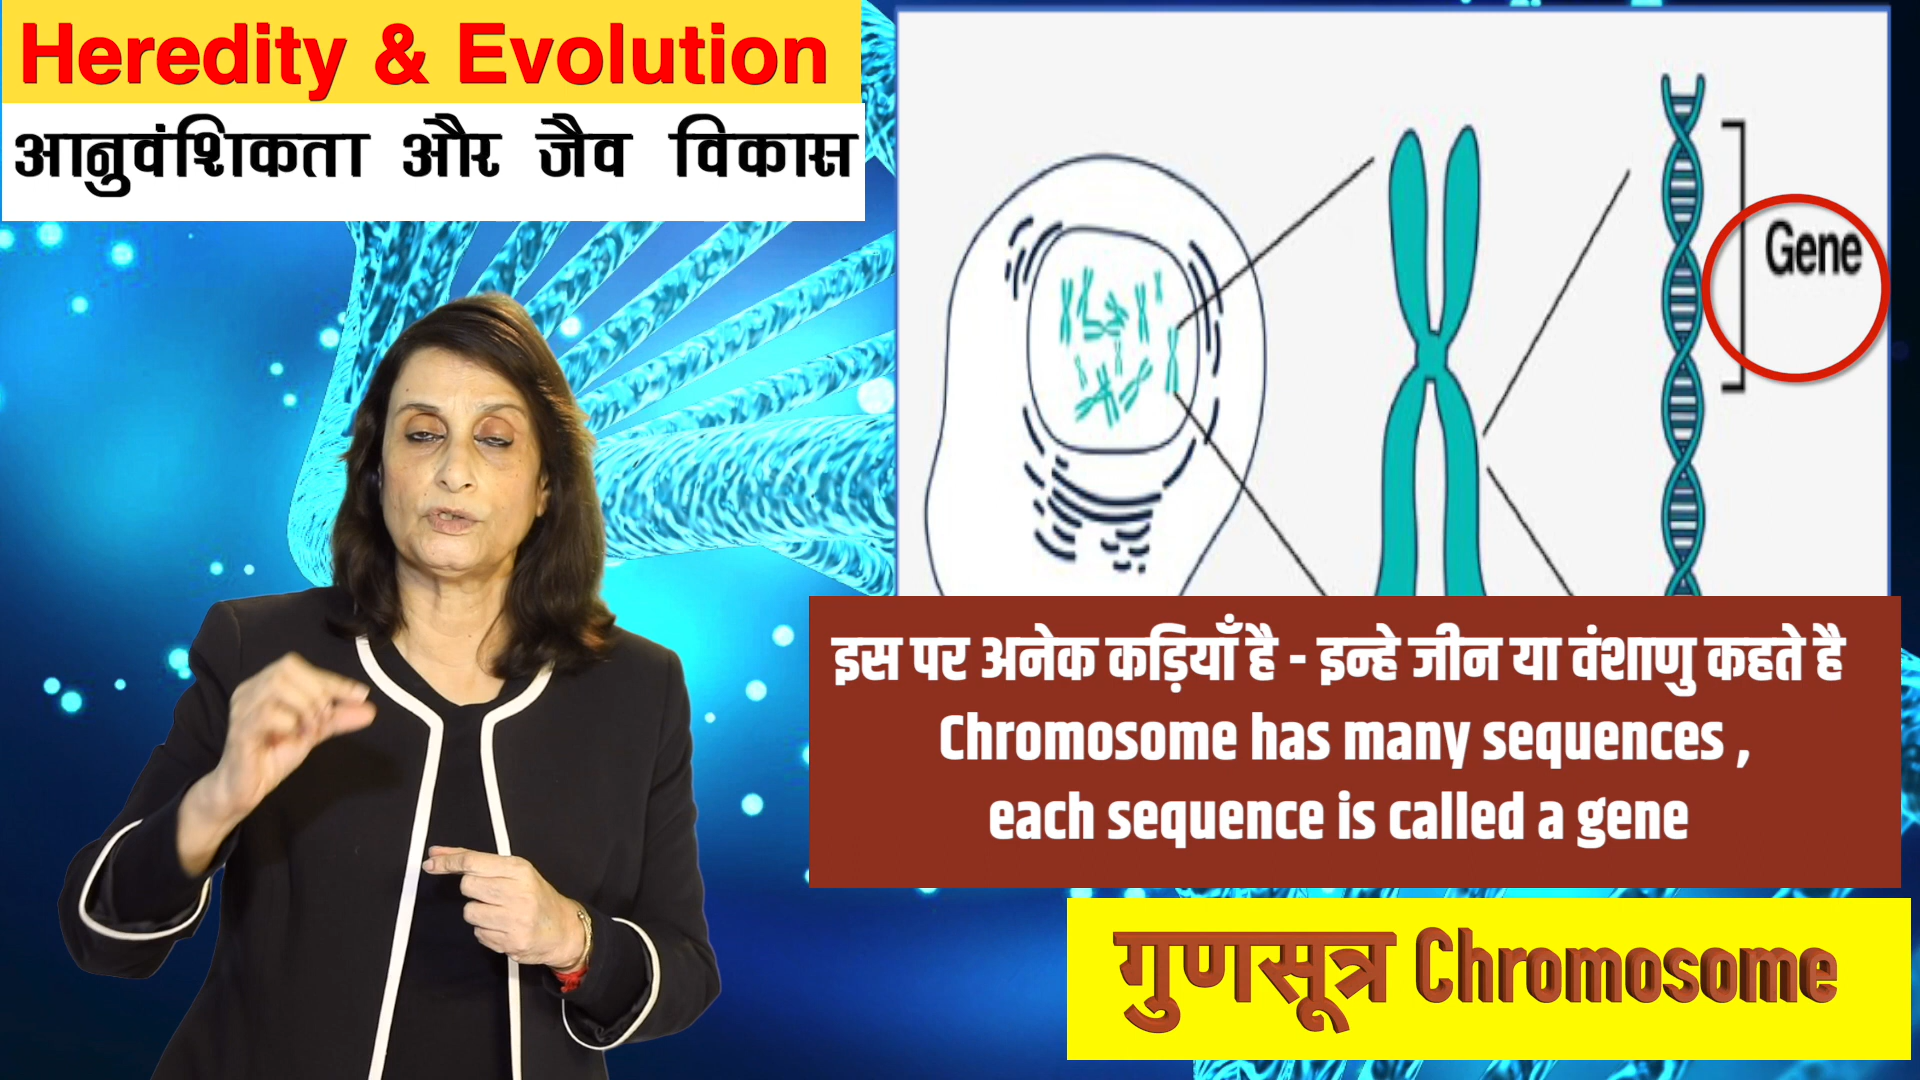 Heredity & Evolution
आनुवंशिकता और जैव विकास
Gene
इस पर अनेक कड़ियाँ है - इन्हे जीन या वंशाणु कहते है
Chromosome has many sequences ,
each sequence is called a gene
गुणसूत्र Chromosome